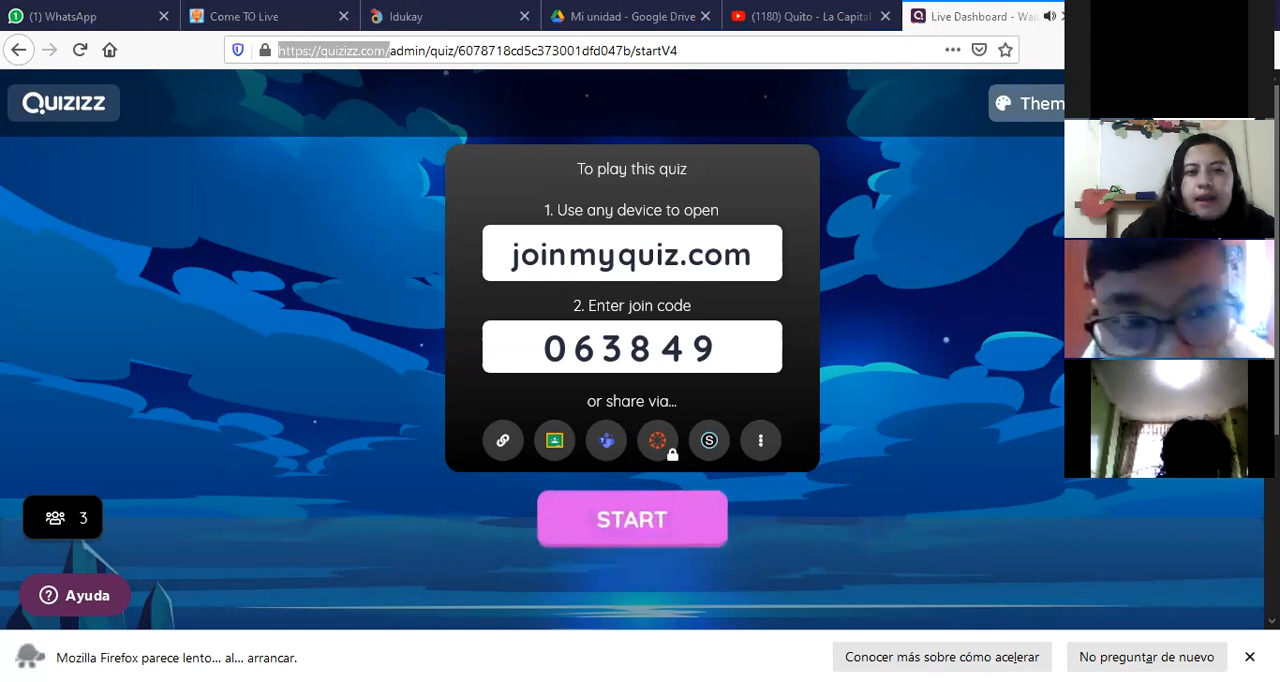 (1) WhatsApp
Come TO Live
Idukay
Mi unidad - Google Drive
(1180) Quito - La Capital
Live Dashboard - Wai
https://quizizz.com/admin/quiz/6078718cd5c373001dfd047b/startV4
QUIZIZZ
Them
To play this quiz
1. Use any device to open
joinmyquiz.com
2. Enter join code
063849
or share via...
START
3
Ayuda
Mozilla Firefox parece lento... al... arrancar.
Conocer más sobre cómo acelerar
No preguntar de nuevo